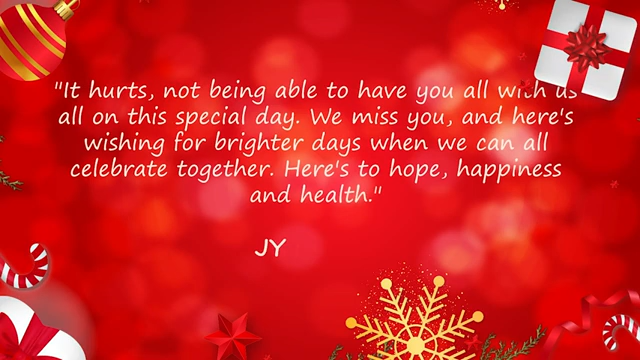 "It hurts, not being able to have you all with us
all on this special day. We miss you, and here's
wishing for brighter days when we can all
celebrate together. Here's to hope, happiness
and health."
JY